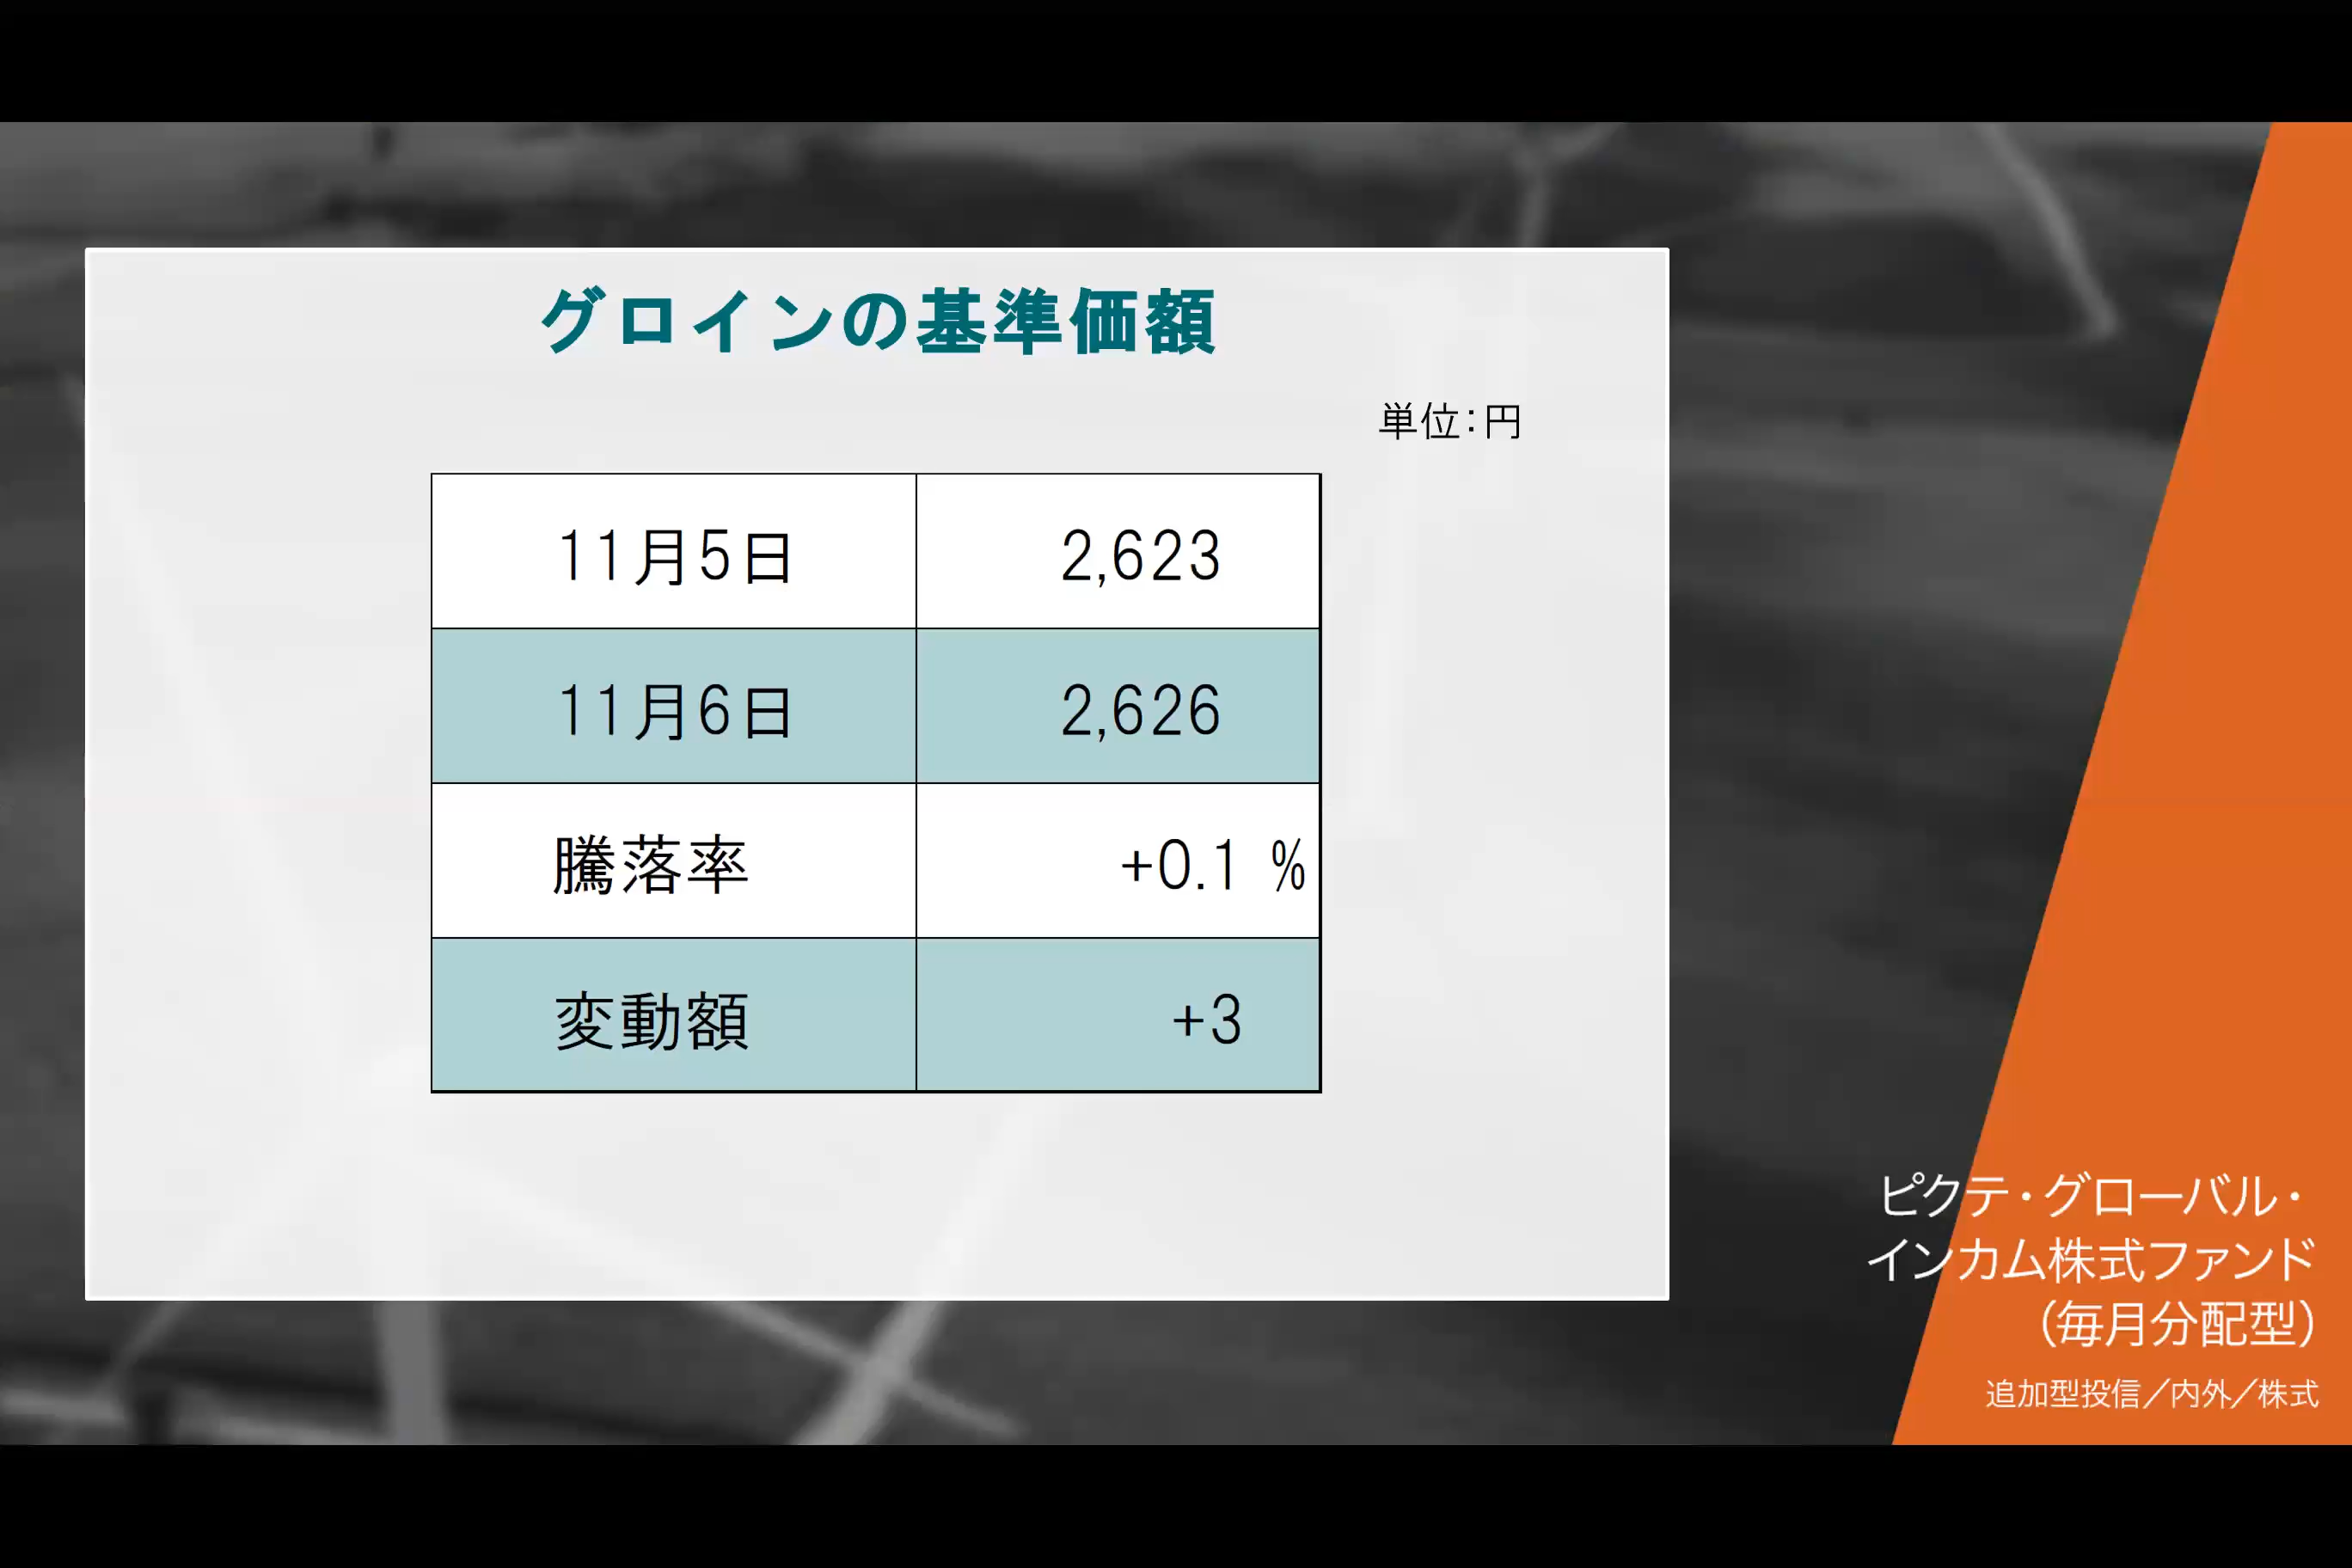 グロインの基準価額
単位：円
11月5日 2,623
11月6日 2,626
騰落率 +0.1 %
変動額 +3
ピクテ・グローバル・
インカム株式ファンド
（毎月分配型）
追加型投信／内外／株式